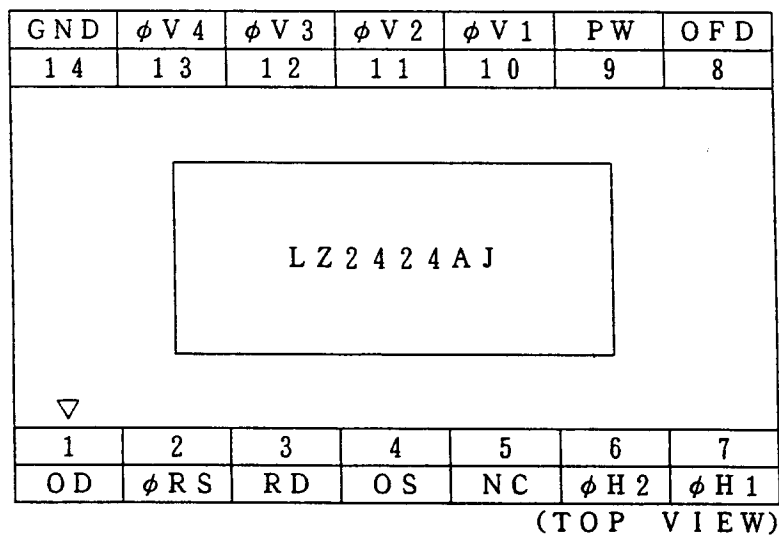 GND φV4 φV3 φV2 φV1 PW OFD
14 13 12 11 10 9 8
LZ2424AJ
1 2 3 4 5 6 7
OD φRS RD OS NC φH2 φH1
(TOP VIEW)